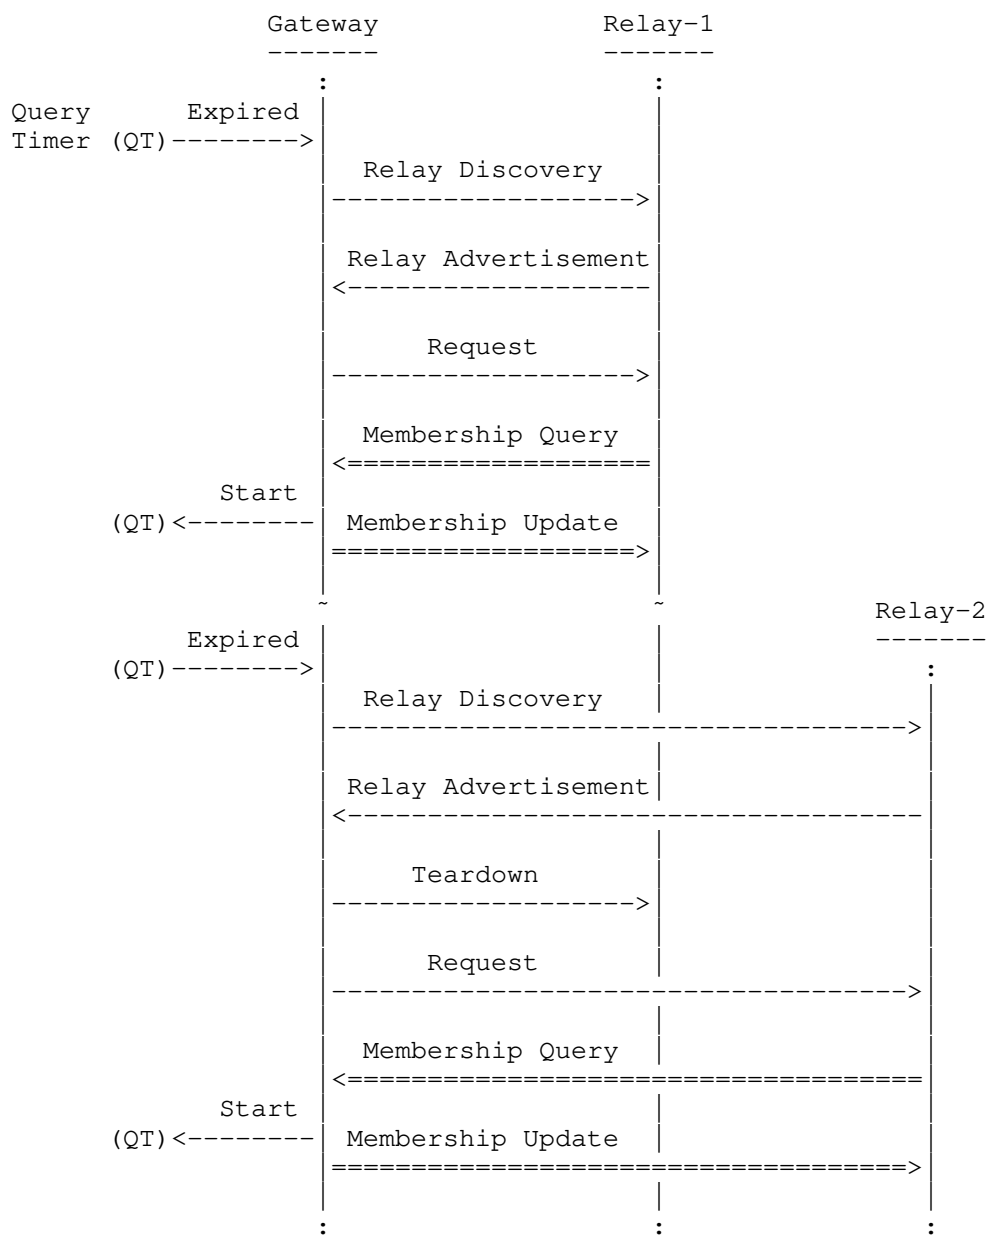 Gateway Relay-1
------- -------
: :
Query Expired
Timer (QT)-------->
Relay Discovery
------------------->
Relay Advertisement
<-------------------
Request
------------------->
Membership Query
<===================
Start
(QT)<-------- Membership Update
===================>
~ ~ Relay-2
Expired -------
(QT)--------> :
Relay Discovery
------------------------------------>
Relay Advertisement
<------------------------------------
Teardown
------------------->
Request
------------------------------------>
Membership Query
<====================================
Start
(QT)<-------- Membership Update
====================================>
: : :